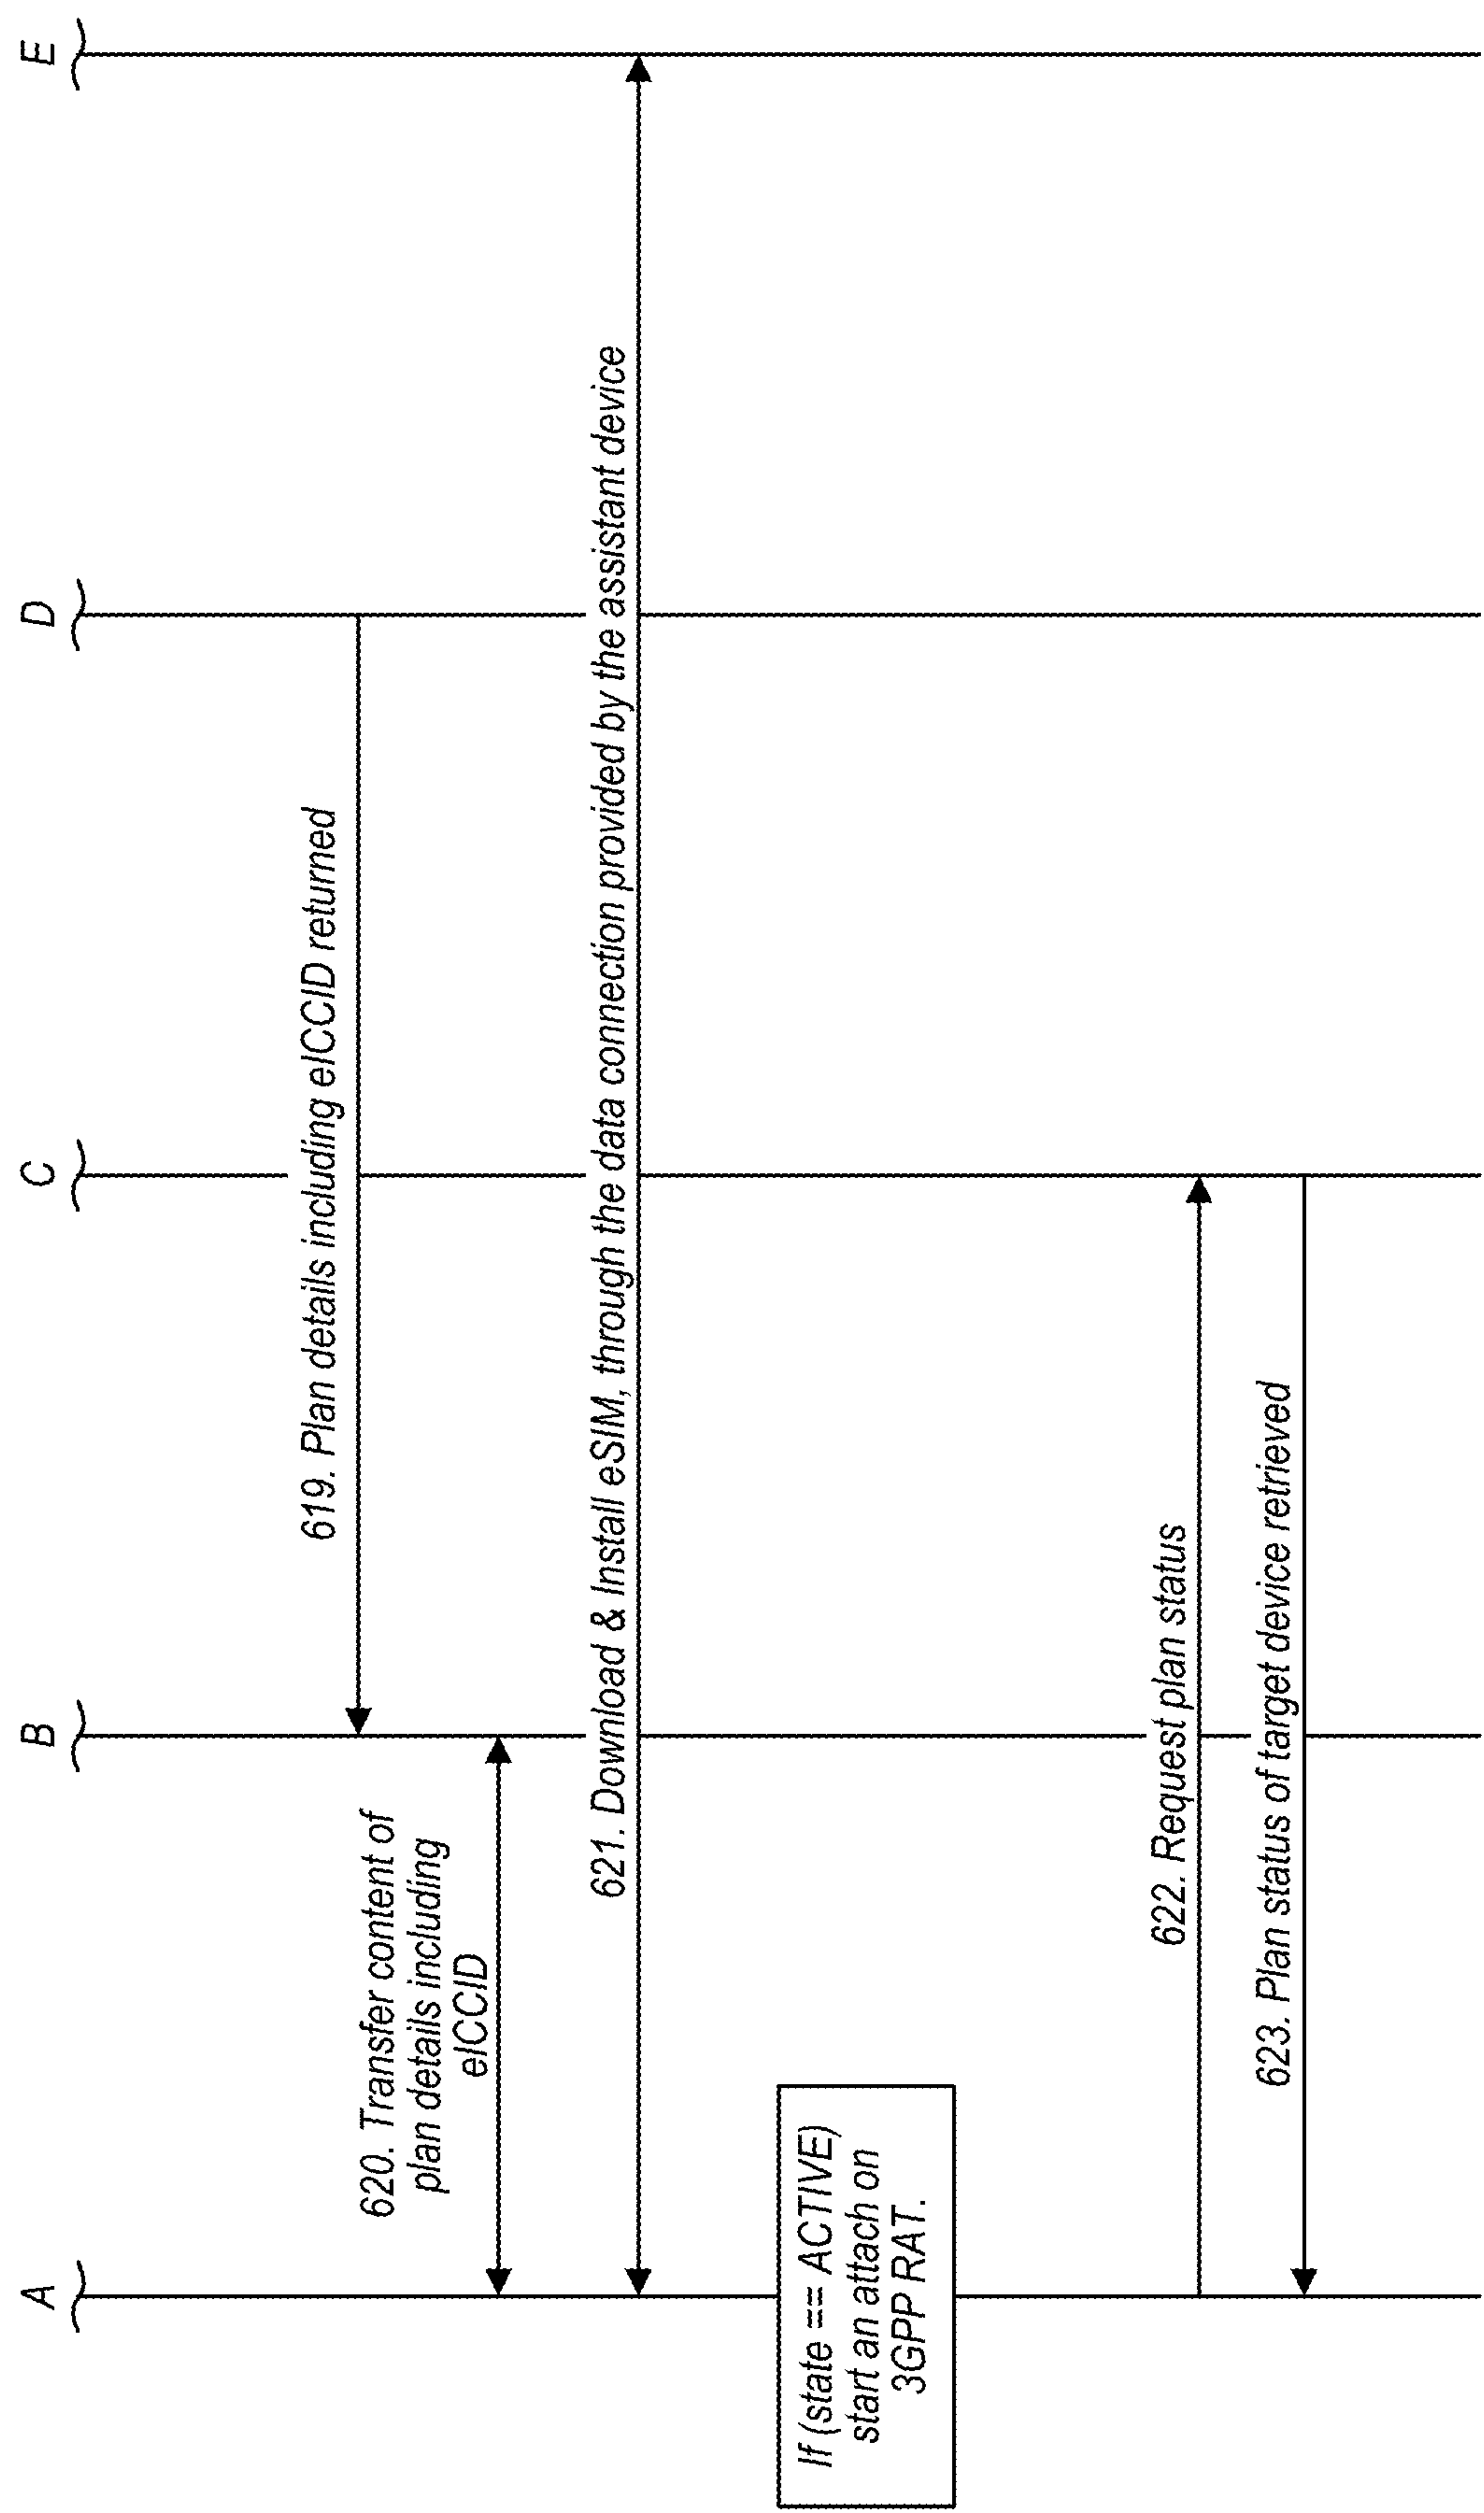 A
B
C
D
E
619. Plan details including eICCID returned
620. Transfer content of
plan details including
eICCID
621. Download & Install eSIM, through the data connection provided by the assistant device
If (state == ACTIVE)
start an attach on
3GPP RAT.
622. Request plan status
623. Plan status of target device retrieved